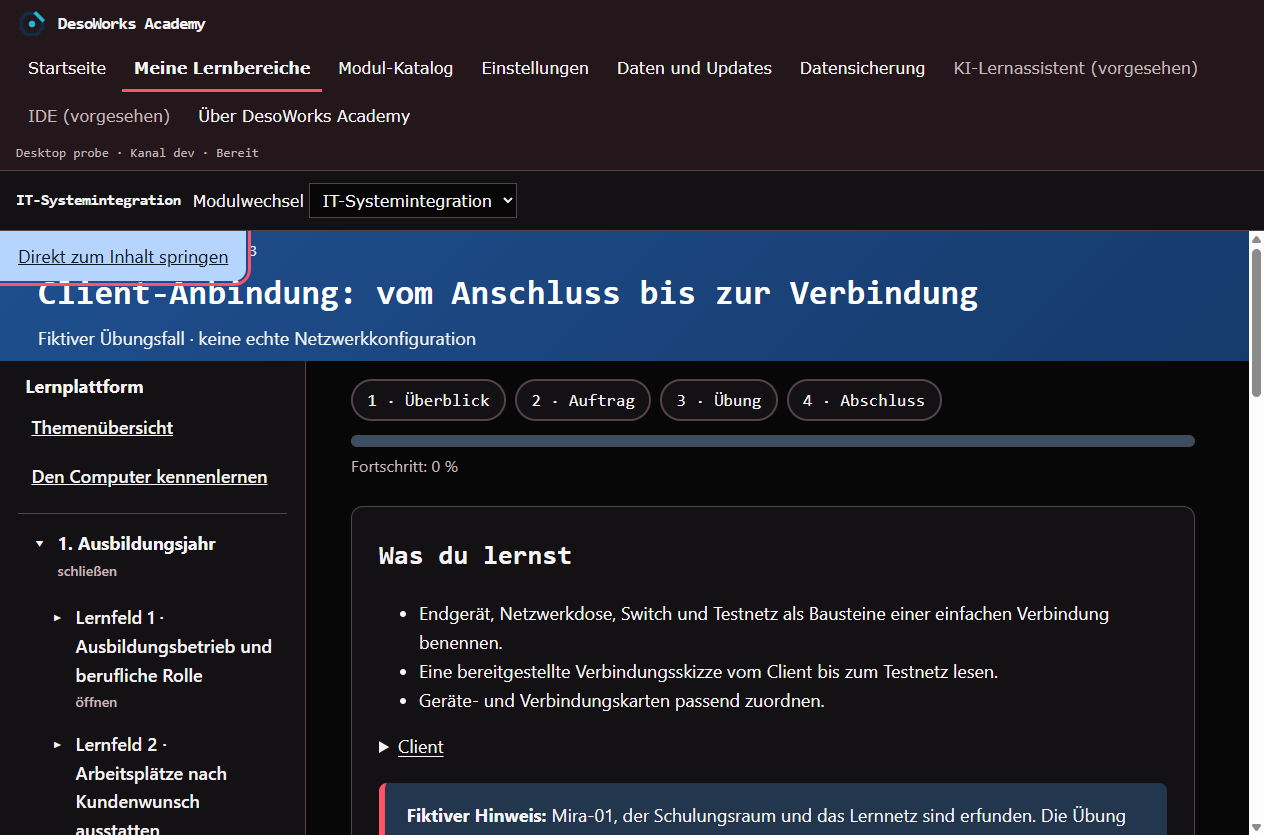 DesoWorks Academy
Startseite Meine Lernbereiche Modul-Katalog Einstellungen Daten und Updates Datensicherung KI-Lernassistent (vorgesehen)
IDE (vorgesehen) Über DesoWorks Academy
Desktop probe · Kanal dev · Bereit
IT-Systemintegration Modulwechsel IT-Systemintegration
Direkt zum Inhalt springen 3
Client-Anbindung: vom Anschluss bis zur Verbindung
Fiktiver Übungsfall · keine echte Netzwerkkonfiguration
Lernplattform
Themenübersicht
Den Computer kennenlernen
1. Ausbildungsjahr
schließen
Lernfeld 1 ·
Ausbildungsbetrieb und
berufliche Rolle
öffnen
Lernfeld 2 ·
Arbeitsplätze nach
Kundenwunsch
ausstatten
1 · Überblick 2 · Auftrag 3 · Übung 4 · Abschluss
Fortschritt: 0 %
Was du lernst
• Endgerät, Netzwerkdose, Switch und Testnetz als Bausteine einer einfachen Verbindung
benennen.
• Eine bereitgestellte Verbindungsskizze vom Client bis zum Testnetz lesen.
• Geräte- und Verbindungskarten passend zuordnen.
Client
Fiktiver Hinweis: Mira-01, der Schulungsraum und das Lernnetz sind erfunden. Die Übung